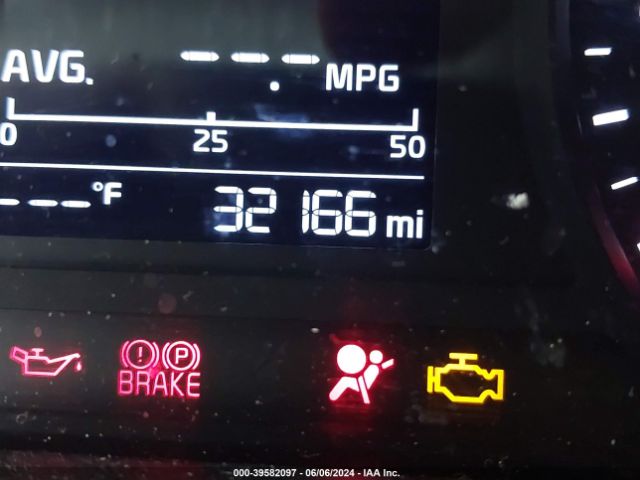 AVG. --- MPG
0 25 50
---°F 32166 mi
! P
BRAKE
000-39582097 - 06/06/2024 - IAA Inc.